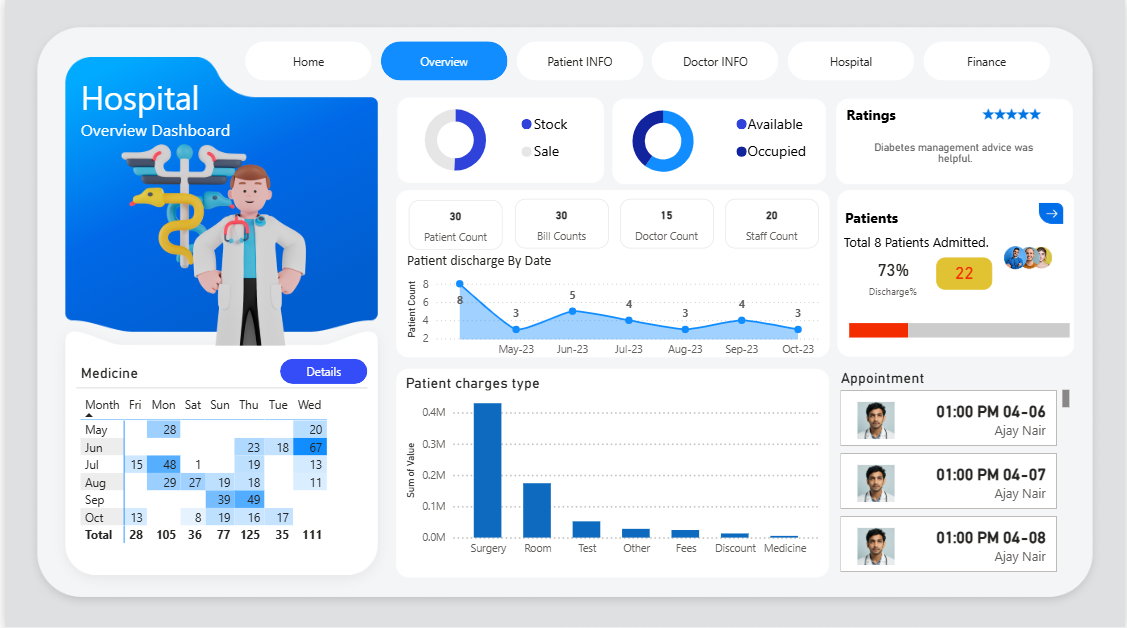 Home
Overview
Patient INFO
Doctor INFO
Hospital
Finance
Hospital
Overview Dashboard
Stock
Sale
Available
Occupied
Ratings
Diabetes management advice was
helpful.
30
Patient Count
30
Bill Counts
15
Doctor Count
20
Staff Count
Patient discharge By Date
Patient Count
8
6
4
2
8
3
5
4
3
4
3
May-23 Jun-23 Jul-23 Aug-23 Sep-23 Oct-23
Patients
Total 8 Patients Admitted.
73%
Discharge%
22
Medicine
Details
Month Fri Mon Sat Sun Thu Tue Wed
May 28 20
Jun 23 18 67
Jul 15 48 1 19 13
Aug 29 27 19 18 11
Sep 39 49
Oct 13 8 19 16 17
Total 28 105 36 77 125 35 111
Patient charges type
Sum of Value
0.4M
0.3M
0.2M
0.1M
0.0M
Surgery Room Test Other Fees Discount Medicine
Appointment
01:00 PM 04-06
Ajay Nair
01:00 PM 04-07
Ajay Nair
01:00 PM 04-08
Ajay Nair